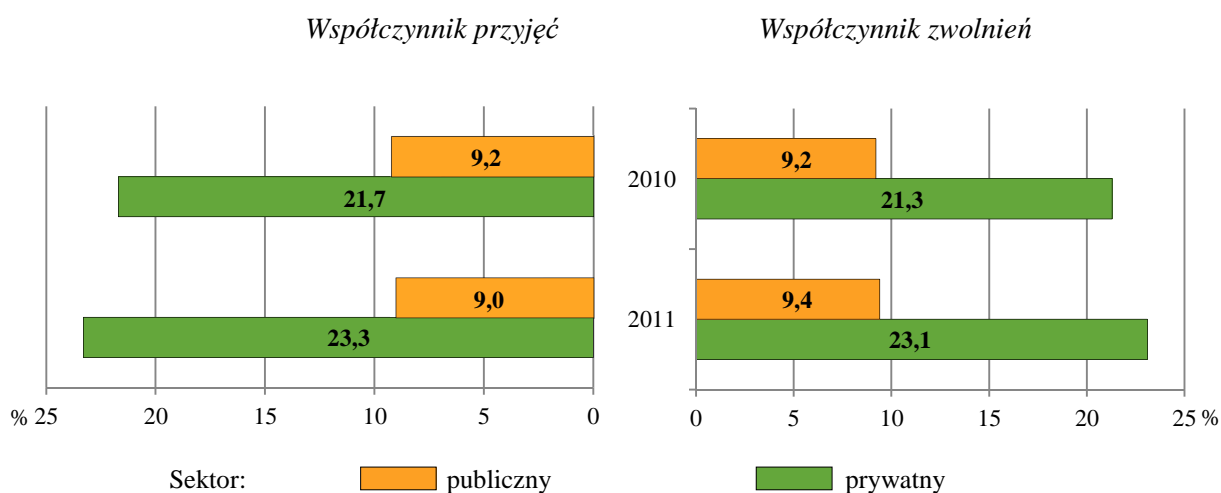 Współczynnik przyjęć
Współczynnik zwolnień
9,2
21,7
9,0
23,3
% 25 20 15 10 5 0
2010
9,2
21,3
2011
9,4
23,1
0 5 10 15 20 25 %
Sektor: publiczny prywatny